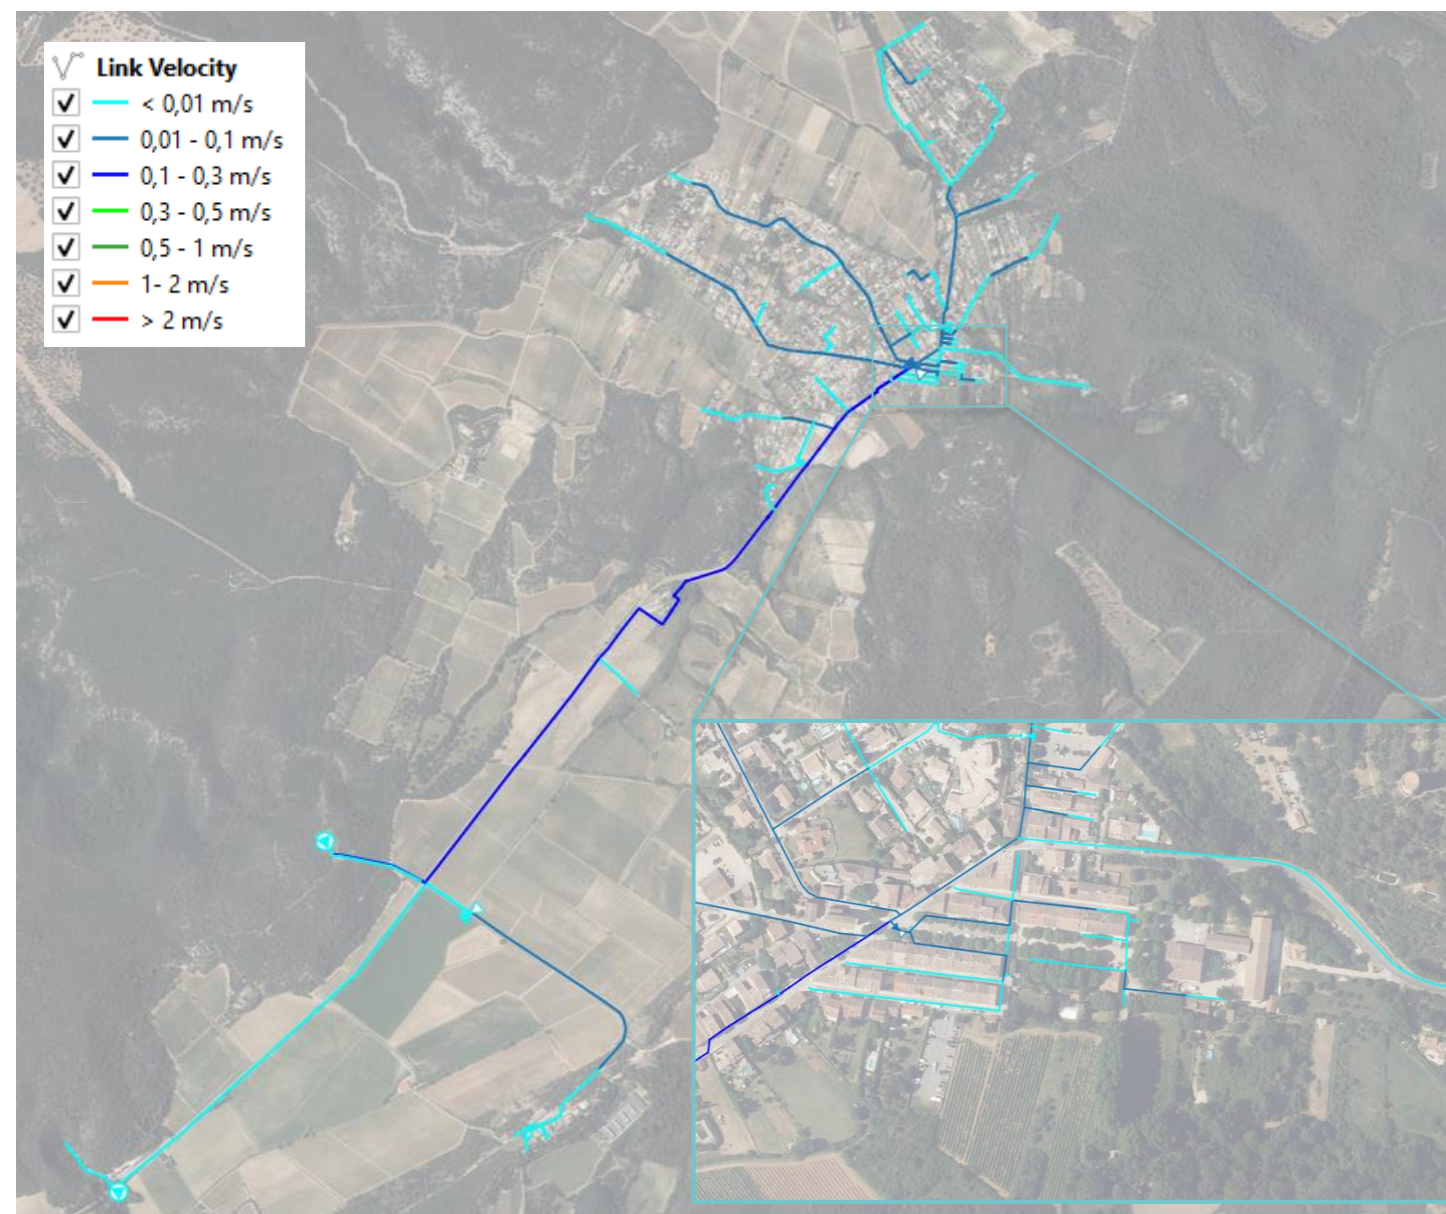 Link Velocity
< 0,01 m/s
0,01 - 0,1 m/s
0,1 - 0,3 m/s
0,3 - 0,5 m/s
0,5 - 1 m/s
1- 2 m/s
> 2 m/s